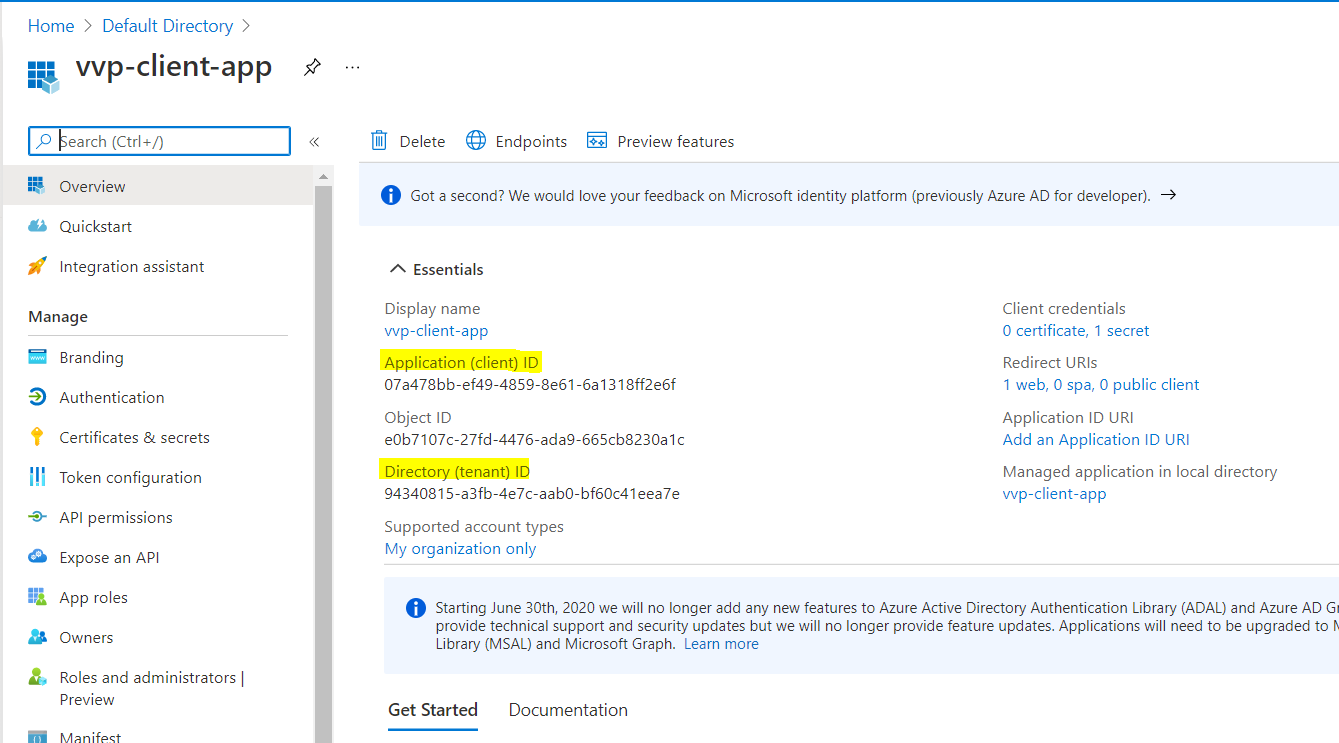 Home > Default Directory >
vvp-client-app
...
Search (Ctrl+/)
«
Delete
Endpoints
Preview features
Overview
Quickstart
Integration assistant
Manage
Branding
Authentication
Certificates & secrets
Token configuration
API permissions
Expose an API
App roles
Owners
Roles and administrators |
Preview
Manifest
Got a second? We would love your feedback on Microsoft identity platform (previously Azure AD for developer). →
Essentials
Display name
vvp-client-app
Application (client) ID
07a478bb-ef49-4859-8e61-6a1318ff2e6f
Object ID
e0b7107c-27fd-4476-ada9-665cb8230a1c
Directory (tenant) ID
94340815-a3fb-4e7c-aab0-bf60c41eea7e
Supported account types
My organization only
Client credentials
0 certificate, 1 secret
Redirect URIs
1 web, 0 spa, 0 public client
Application ID URI
Add an Application ID URI
Managed application in local directory
vvp-client-app
Starting June 30th, 2020 we will no longer add any new features to Azure Active Directory Authentication Library (ADAL) and Azure AD
provide technical support and security updates but we will no longer provide feature updates. Applications will need to be upgraded to
Library (MSAL) and Microsoft Graph. Learn more
Get Started
Documentation